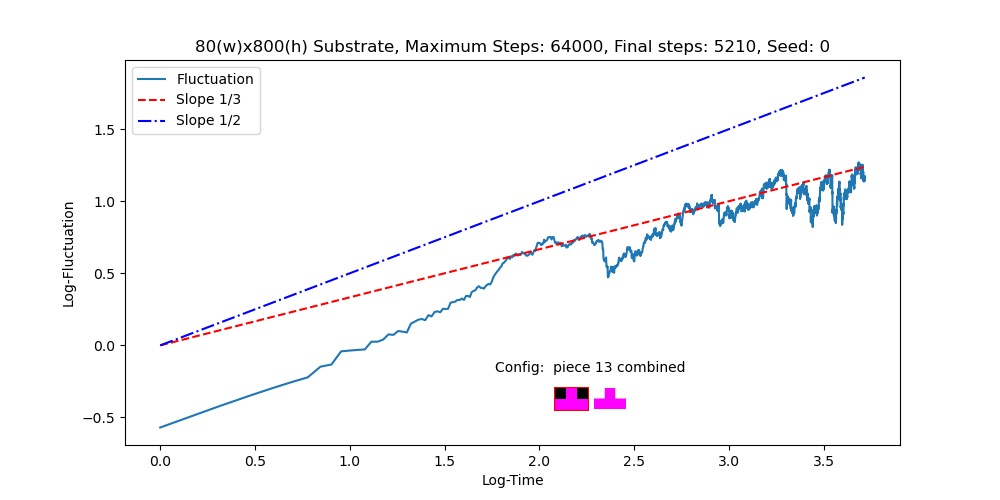 80(w)x800(h) Substrate, Maximum Steps: 64000, Final steps: 5210, Seed: 0
Fluctuation
Slope 1/3
Slope 1/2
1.5
1.0
0.5
0.0
−0.5
Log-Fluctuation
Config:  piece 13 combined
0.0 0.5 1.0 1.5 2.0 2.5 3.0 3.5
Log-Time